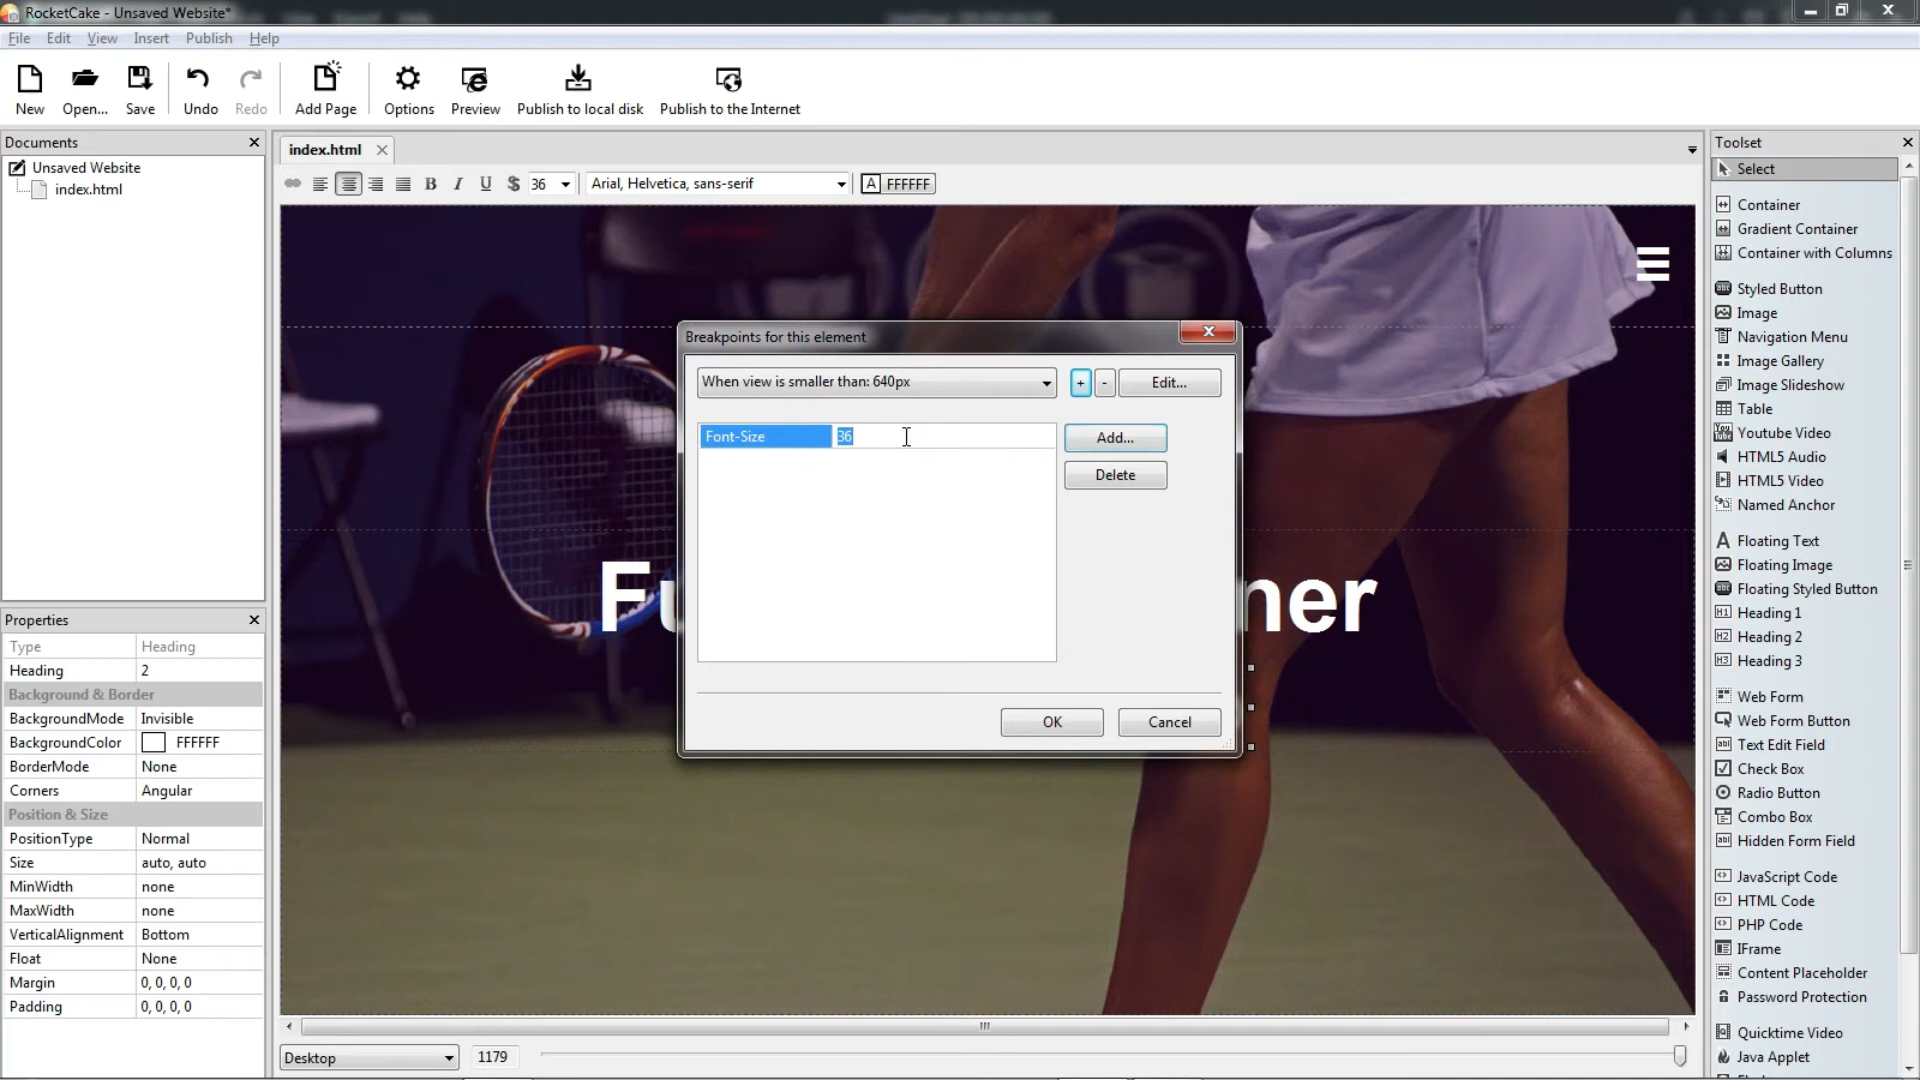 RocketCake - Unsaved Website*
File Edit View Insert Publish Help
New Open... Save Undo Redo Add Page Options Preview Publish to local disk Publish to the Internet
Documents
Unsaved Website
index.html
index.html
36 Arial, Helvetica, sans-serif A FFFFFF
Fu
ner
Breakpoints for this element
When view is smaller than: 640px
+ - Edit...
Font-Size 36
Add...
Delete
OK Cancel
Desktop 1179
Properties
Type Heading
Heading 2
Background & Border
BackgroundMode Invisible
BackgroundColor FFFFFF
BorderMode None
Corners Angular
Position & Size
PositionType Normal
Size auto, auto
MinWidth none
MaxWidth none
VerticalAlignment Bottom
Float None
Margin 0, 0, 0, 0
Padding 0, 0, 0, 0
Toolset
Select
Container
Gradient Container
Container with Columns
Styled Button
Image
Navigation Menu
Image Gallery
Image Slideshow
Table
Youtube Video
HTML5 Audio
HTML5 Video
Named Anchor
Floating Text
Floating Image
Floating Styled Button
Heading 1
Heading 2
Heading 3
Web Form
Web Form Button
Text Edit Field
Check Box
Radio Button
Combo Box
Hidden Form Field
JavaScript Code
HTML Code
PHP Code
IFrame
Content Placeholder
Password Protection
Quicktime Video
Java Applet